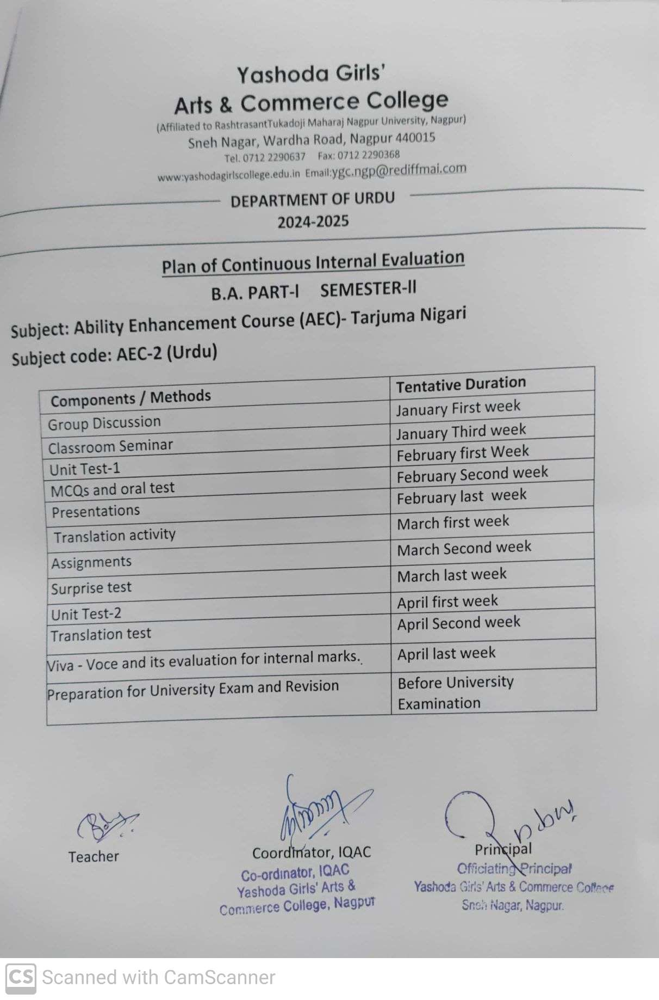 Yashoda Girls'
Arts & Commerce College
(Affiliated to RashtrasantTukadoji Maharaj Nagpur University, Nagpur)
Sneh Nagar, Wardha Road, Nagpur 440015
Tel. 0712 2290637 Fax: 0712 2290368
www:yashodagirlscollege.edu.in Email:ygc.ngp@rediffmai.com
DEPARTMENT OF URDU
2024-2025
Plan of Continuous Internal Evaluation
B.A. PART-I SEMESTER-II
Subject: Ability Enhancement Course (AEC)- Tarjuma Nigari
Subject code: AEC-2 (Urdu)
Components / Methods Tentative Duration
Group Discussion January First week
Classroom Seminar January Third week
Unit Test-1 February first Week
MCQs and oral test February Second week
Presentations February last week
Translation activity March first week
Assignments March Second week
Surprise test March last week
Unit Test-2 April first week
Translation test April Second week
Viva - Voce and its evaluation for internal marks. April last week
Preparation for University Exam and Revision Before University
Examination
Teacher Coordinator, IQAC Principal
Co-ordinator, IQAC Officiating Principal
Yashoda Girls' Arts & Yashoda Girls' Arts & Commerce College
Commerce College, Nagpur Sneh Nagar, Nagpur.
CS Scanned with CamScanner